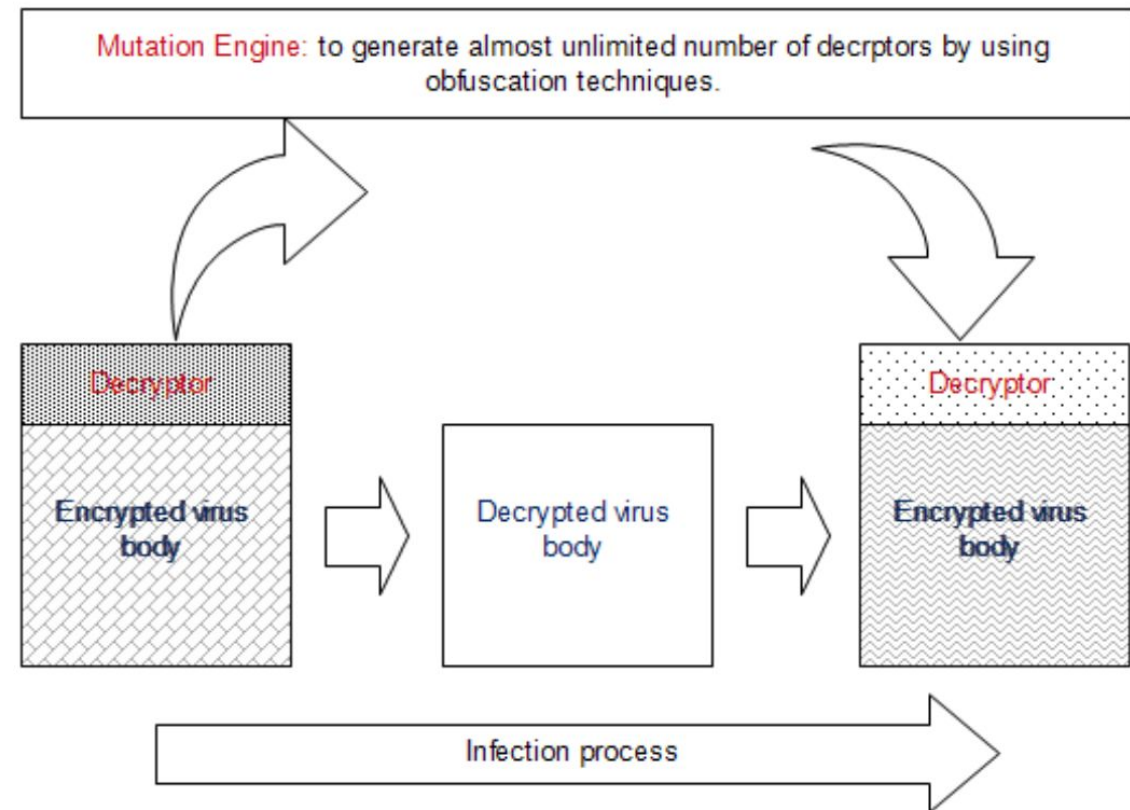 Mutation Engine: to generate almost unlimited number of decrptors by using
obfuscation techniques.
Decryptor
Encrypted virus
body
Decrypted virus
body
Decryptor
Encrypted virus
body
Infection process